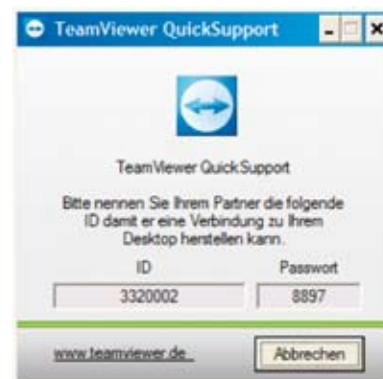 TeamViewer QuickSupport
TeamViewer QuickSupport
Bitte nennen Sie Ihrem Partner die folgende
ID damit er eine Verbindung zu Ihrem
Desktop herstellen kann.
ID Passwort
3320002 8897
www.teamviewer.de Abbrechen